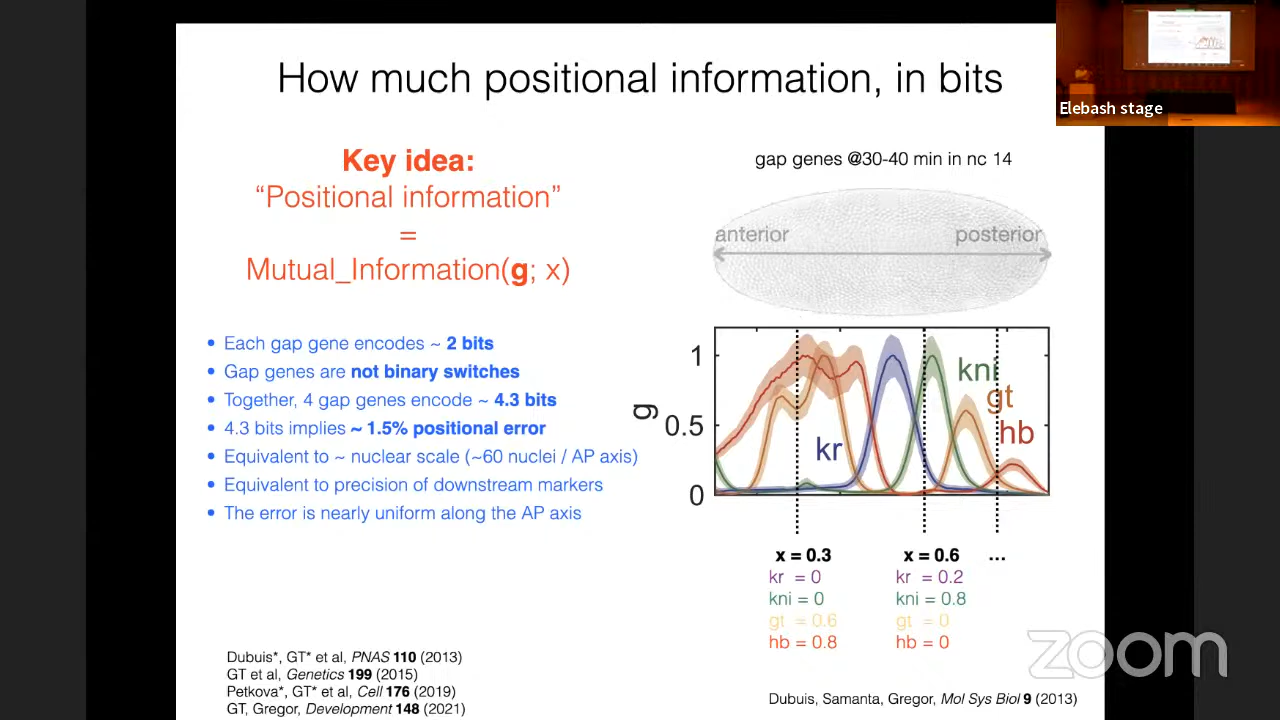 How much positional information, in bits
Elebash stage
Key idea:
“Positional information”
=
Mutual_Information(g; x)
• Each gap gene encodes ~ 2 bits
• Gap genes are not binary switches
• Together, 4 gap genes encode ~ 4.3 bits
• 4.3 bits implies ~ 1.5% positional error
• Equivalent to ~ nuclear scale (~60 nuclei / AP axis)
• Equivalent to precision of downstream markers
• The error is nearly uniform along the AP axis
gap genes @30-40 min in nc 14
anterior
posterior
g
1
0.5
0
kr
kni
gt
hb
x = 0.3
kr = 0
kni = 0
gt = 0.6
hb = 0.8
x = 0.6
kr = 0.2
kni = 0.8
gt = 0
hb = 0
...
Dubuis*, GT* et al, PNAS 110 (2013)
GT et al, Genetics 199 (2015)
Petkova*, GT* et al, Cell 176 (2019)
GT, Gregor, Development 148 (2021)
Dubuis, Samanta, Gregor, Mol Sys Biol 9 (2013)
zoom